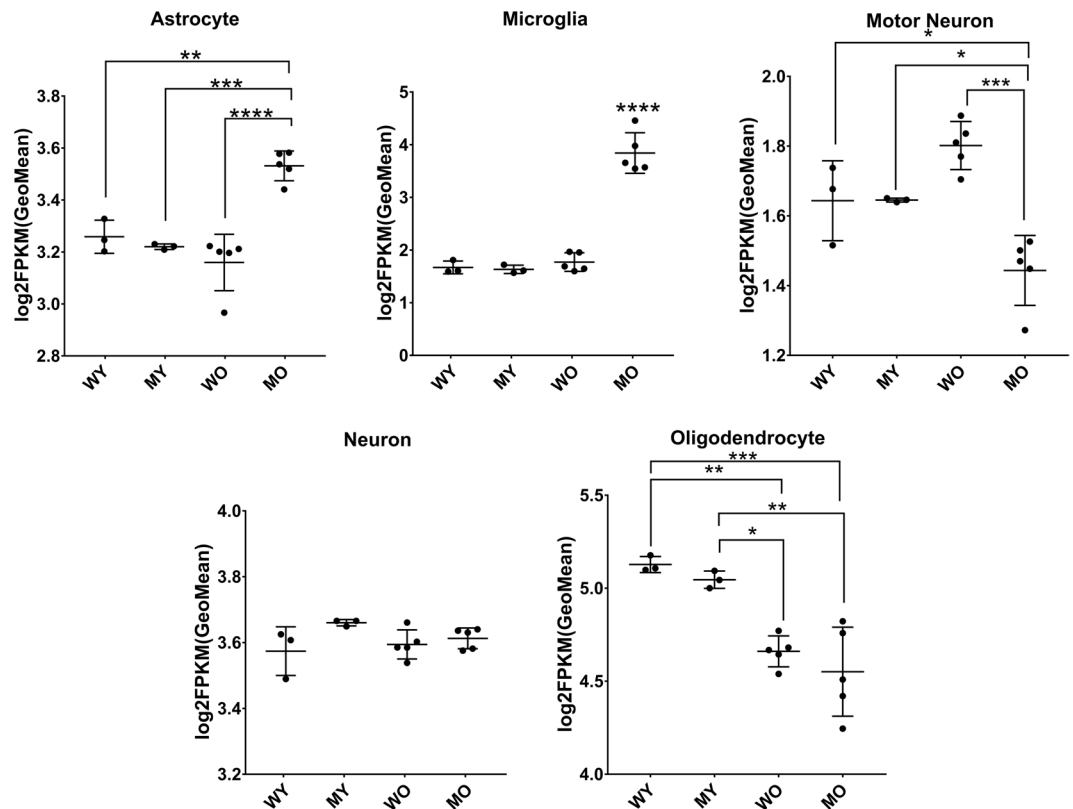 Astrocyte
**
***
****
log2FPKM(GeoMean)
3.8
3.6
3.4
3.2
3.0
2.8
WY
MY
WO
MO
Microglia
****
log2FPKM(GeoMean)
5
4
3
2
1
0
WY
MY
WO
MO
Motor Neuron
*
*
***
log2FPKM(GeoMean)
2.0
1.8
1.6
1.4
1.2
WY
MY
WO
MO
Neuron
log2FPKM(GeoMean)
4.0
3.8
3.6
3.4
3.2
WY
MY
WO
MO
Oligodendrocyte
***
**
**
*
log2FPKM(GeoMean)
5.5
5.0
4.5
4.0
WY
MY
WO
MO